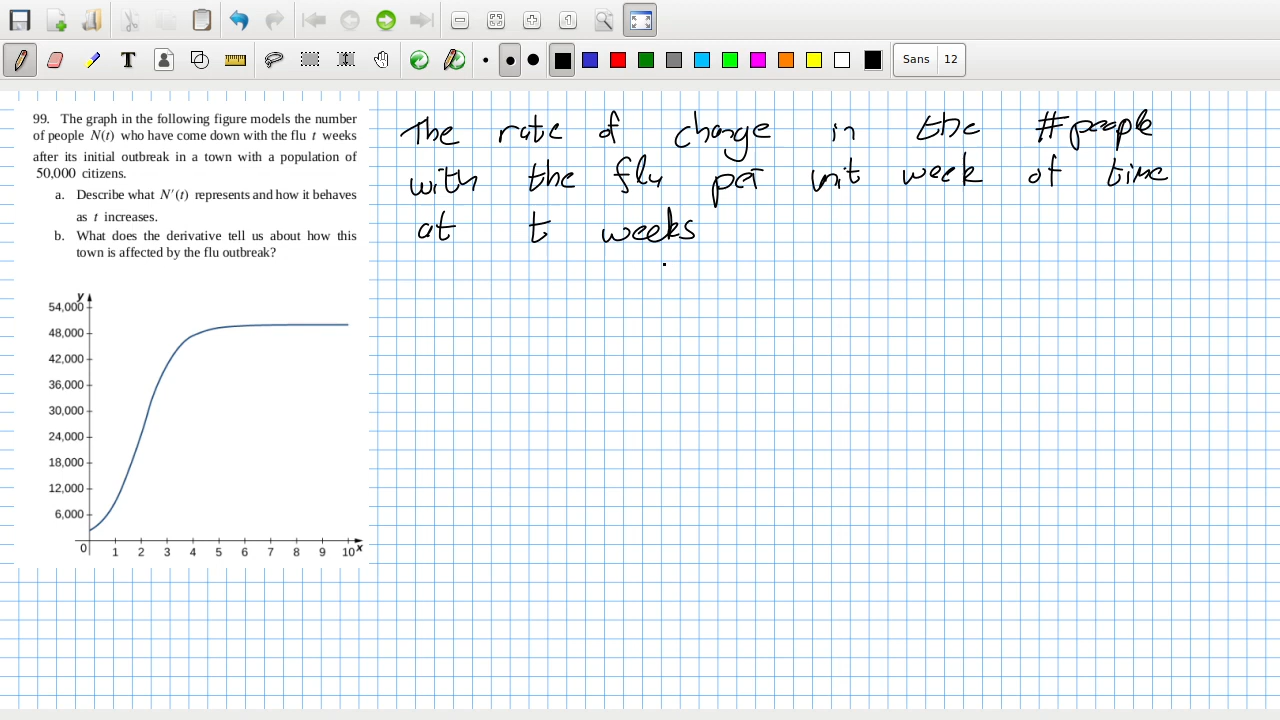 Sans 12
99. The graph in the following figure models the number
of people N(t) who have come down with the flu t weeks
after its initial outbreak in a town with a population of
50,000 citizens.
a. Describe what N′(t) represents and how it behaves
as t increases.
b. What does the derivative tell us about how this
town is affected by the flu outbreak?
y
54,000
48,000
42,000
36,000
30,000
24,000
18,000
12,000
6,000
0 1 2 3 4 5 6 7 8 9 10 x
The rate of change in the #people
with the flu per unit week of time
at t weeks